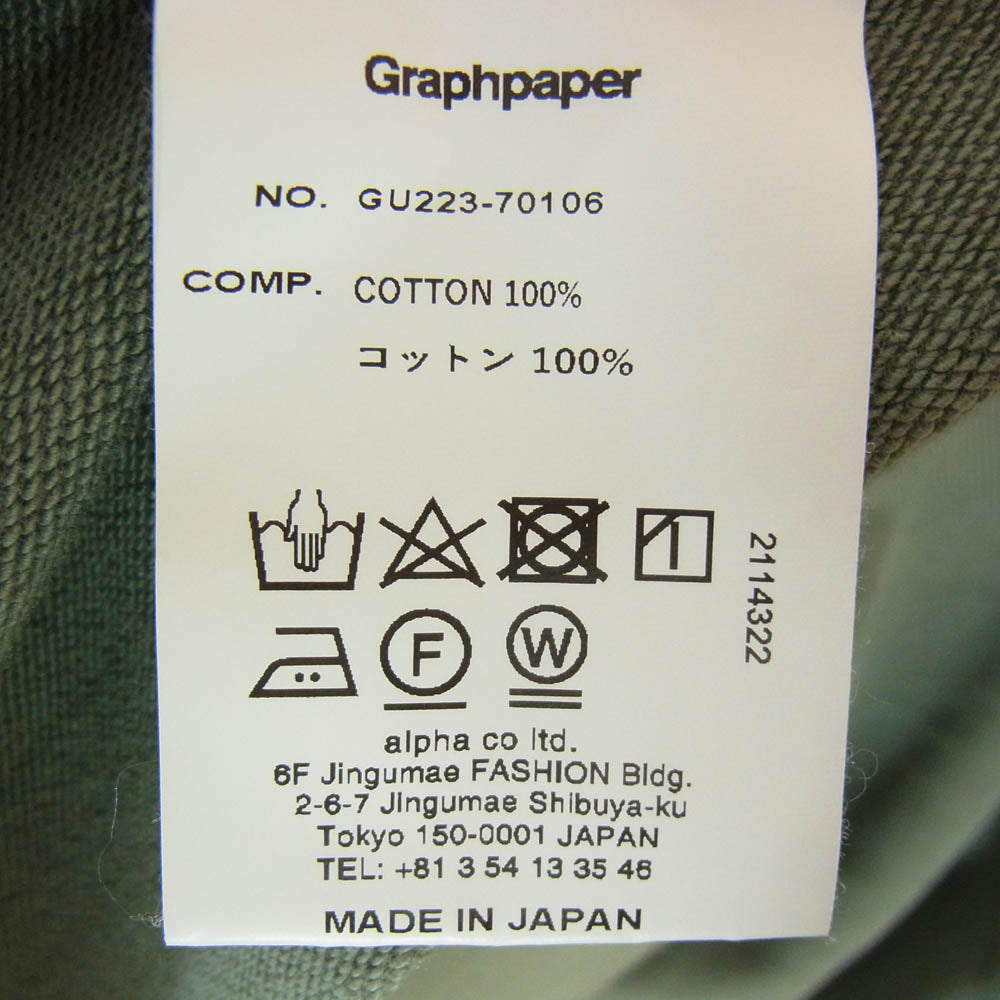 Graphpaper
NO. GU223-70106
COMP. COTTON 100%
コットン 100%
2114322
F W
alpha co ltd.
6F Jingumae FASHION Bldg.
2-6-7 Jingumae Shibuya-ku
Tokyo 150-0001 JAPAN
TEL: +81 3 54 13 35 46
MADE IN JAPAN